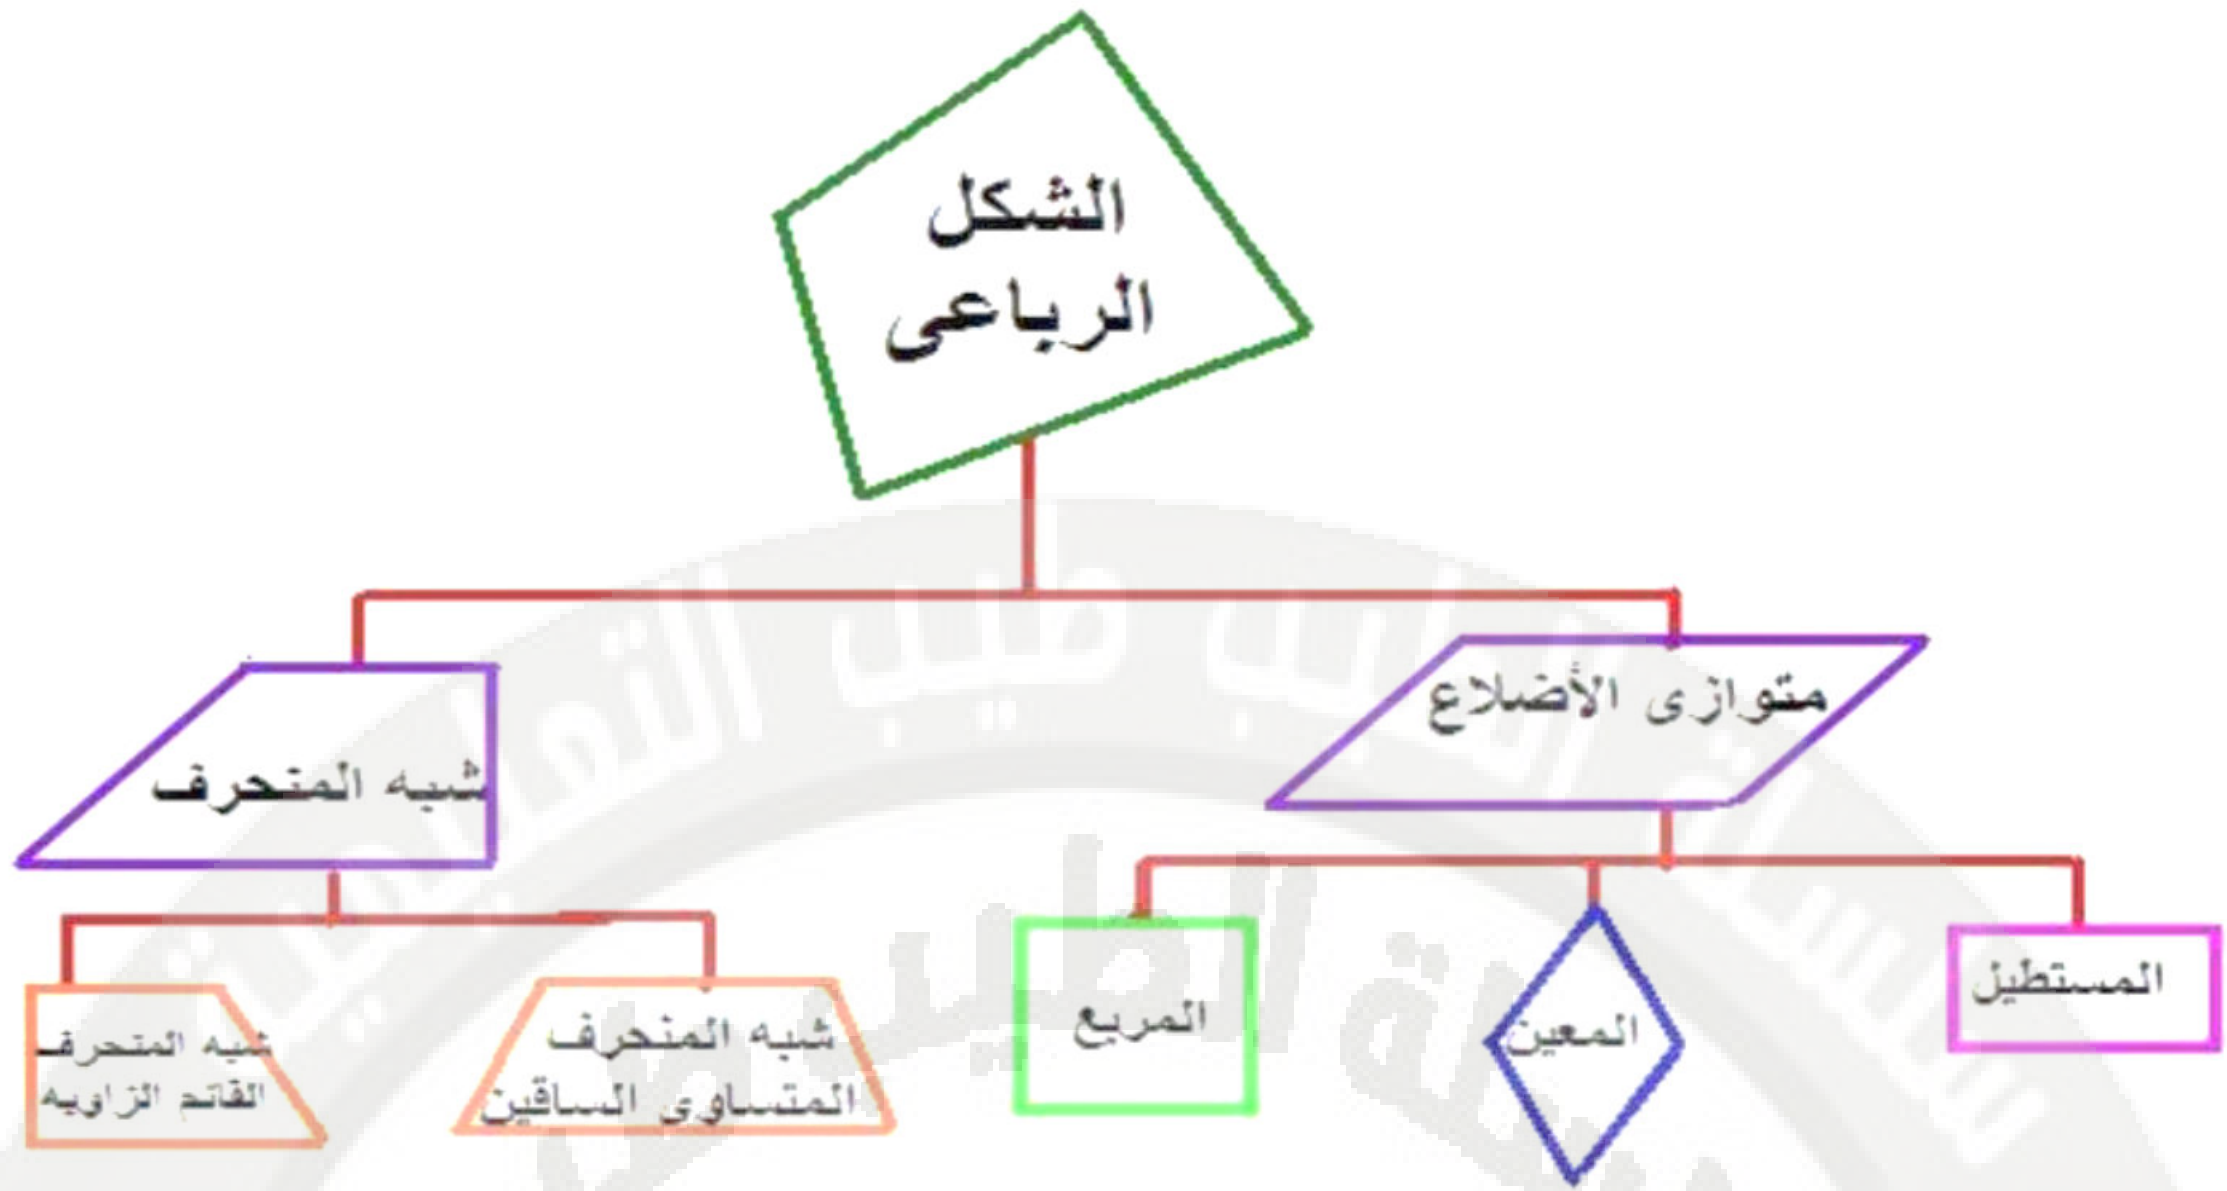 الشكل
الرباعى
متوازى الأضلاع
شبه المنحرف
المستطيل
المعين
المربع
شبه المنحرف
المتساوى الساقين
شبه المنحرف
القائم الزاويه